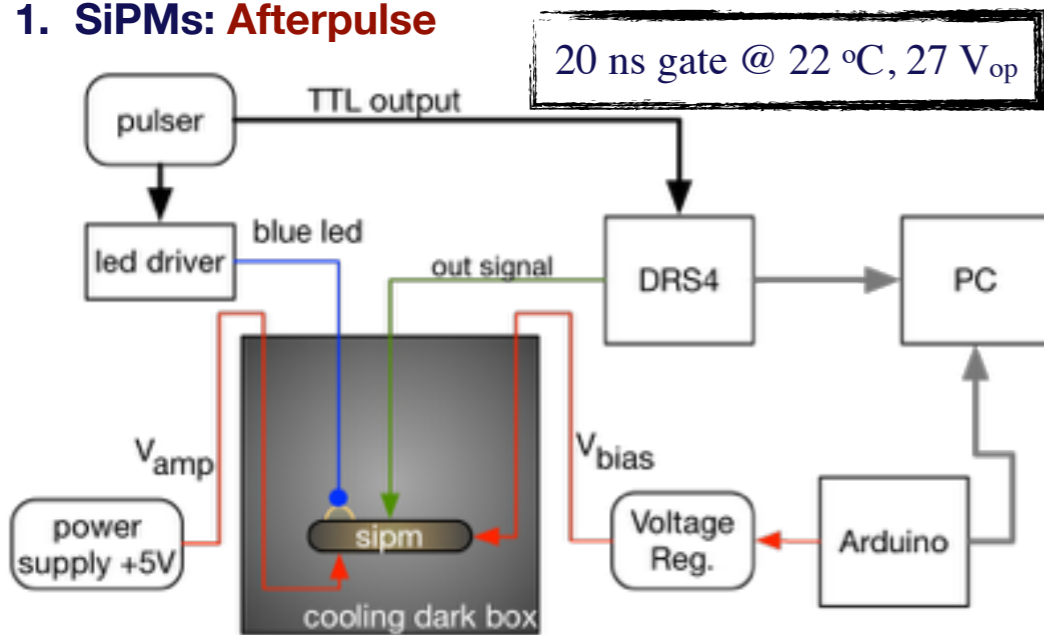 1. SiPMs: Afterpulse
20 ns gate @ 22 ºC, 27 Vop
pulser
TTL output
led driver
blue led
out signal
DRS4
PC
Vamp
Vbias
power
supply +5V
sipm
Voltage
Reg.
Arduino
cooling dark box